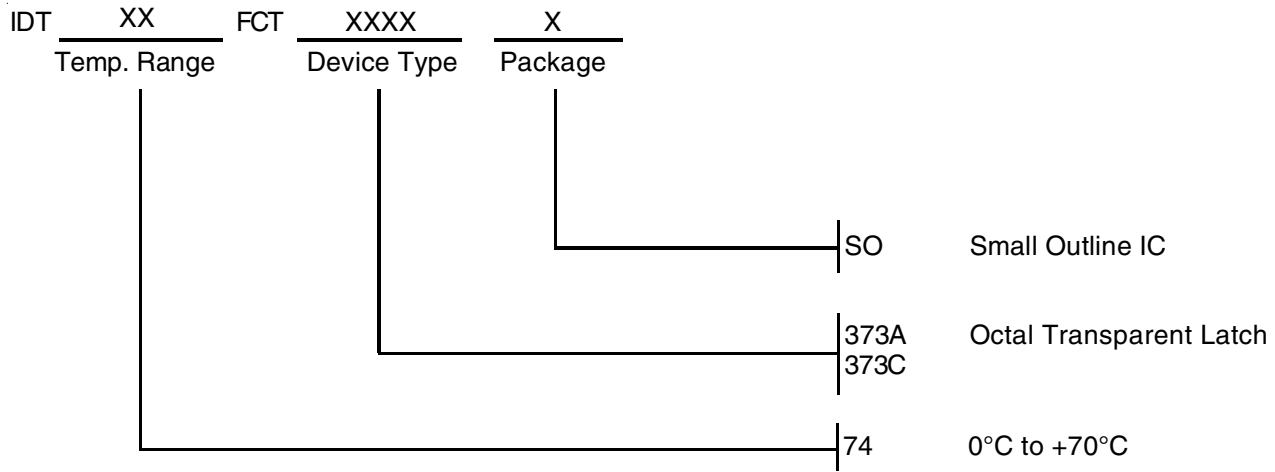 IDT XX FCT XXXX X
Temp. Range Device Type Package
SO Small Outline IC
373A Octal Transparent Latch
373C
74 0°C to +70°C